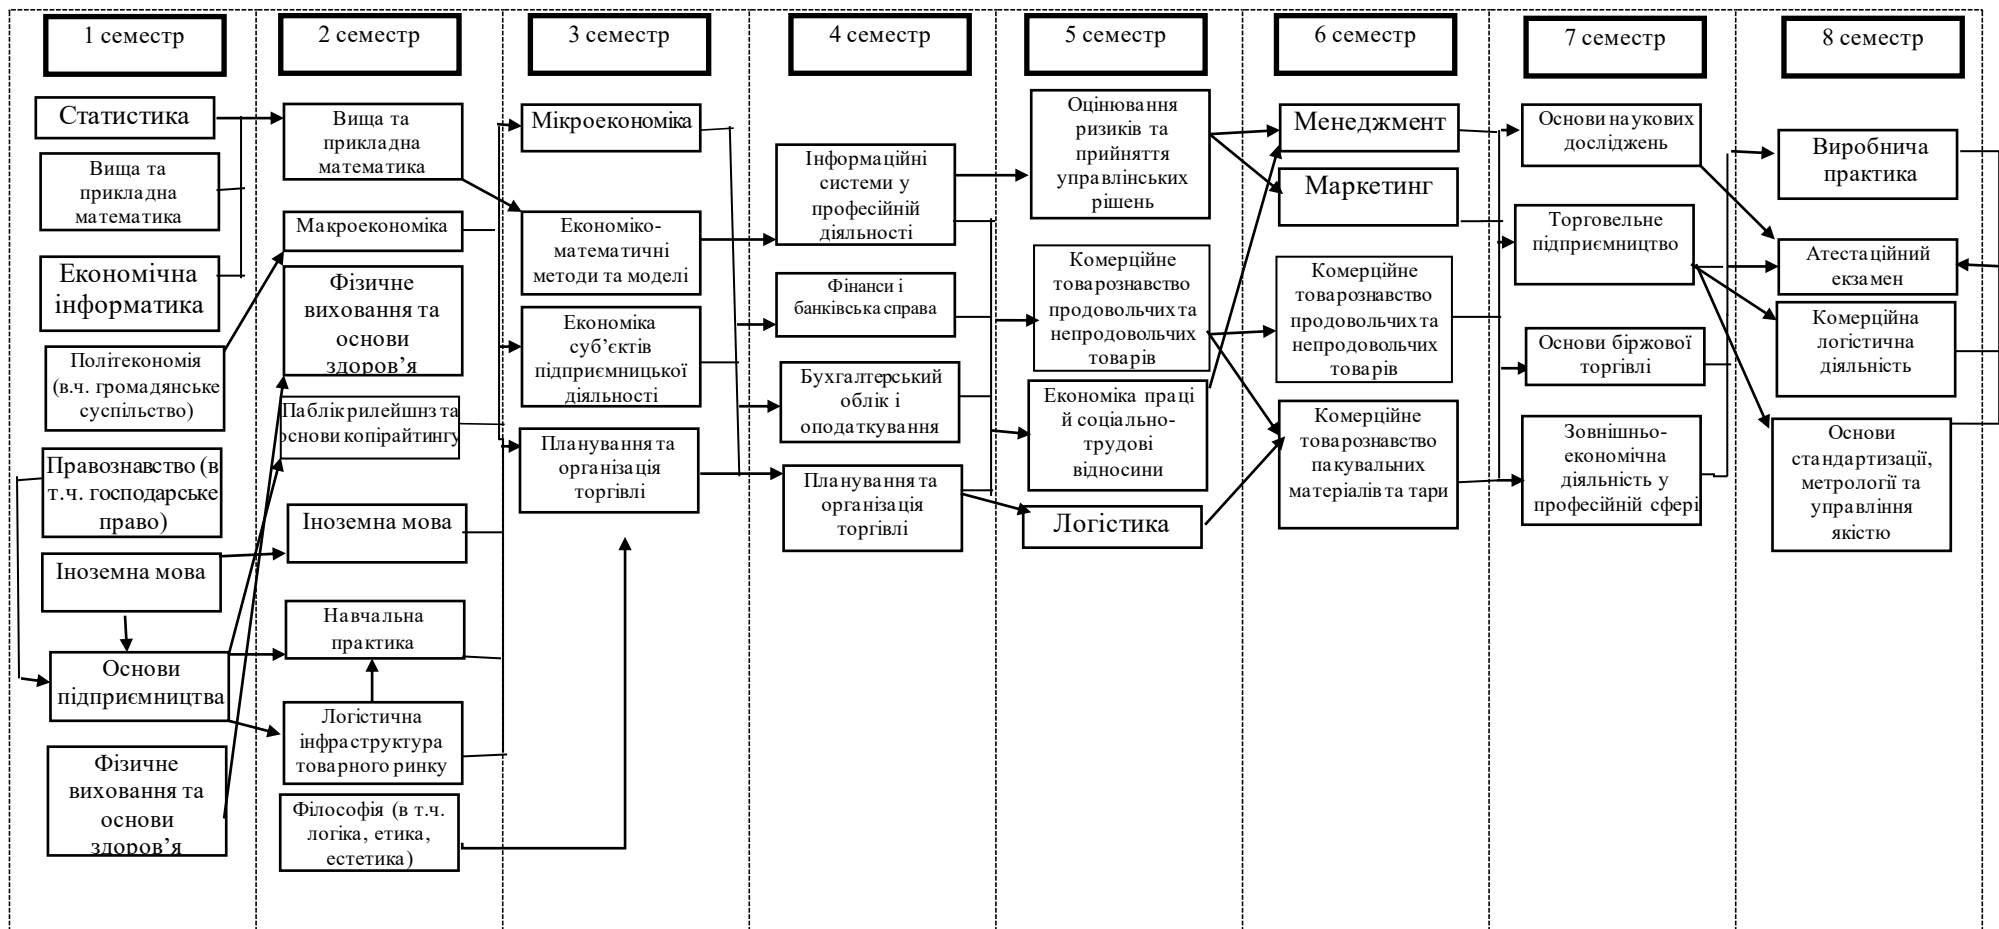 1 семестр
Статистика
Вища та
прикладна
математика
Економічна
інформатика
Політекономія
(в.ч. громадянське
суспільство)
Правознавство (в
т.ч. господарське
право)
Іноземна мова
Основи
підприємництва
Фізичне
виховання та
основи
здоров’я
2 семестр
Вища та
прикладна
математика
Макроекономіка
Фізичне
виховання та
основи
здоров’я
Паблік рилейшнз та
основи копірайтингу
Іноземна мова
Навчальна
практика
Логістична
інфраструктура
товарного ринку
Філософія (в т.ч.
логіка, етика,
естетика)
3 семестр
Мікроекономіка
Економіко-
математичні
методи та моделі
Економіка
суб’єктів
підприємницької
діяльності
Планування та
організація
торгівлі
4 семестр
Інформаційні
системи у
професійній
діяльності
Фінанси і
банківська справа
Бухгалтерський
облік і
оподаткування
Планування та
організація
торгівлі
5 семестр
Оцінювання
ризиків та
прийняття
управлінських
рішень
Комерційне
товарознавство
продовольчих та
непродовольчих
товарів
Економіка праці
й соціально-
трудові
відносини
Логістика
6 семестр
Менеджмент
Маркетинг
Комерційне
товарознавство
продовольчих та
непродовольчих
товарів
Комерційне
товарознавство
пакувальних
матеріалів та тари
7 семестр
Основи наукових
досліджень
Торговельне
підприємництво
Основи біржової
торгівлі
Зовнішньо-
економічна
діяльність у
професійній сфері
8 семестр
Виробнича
практика
Атестаційний
екзамен
Комерційна
логістична
діяльність
Основи
стандартизації,
метрології та
управління
якістю